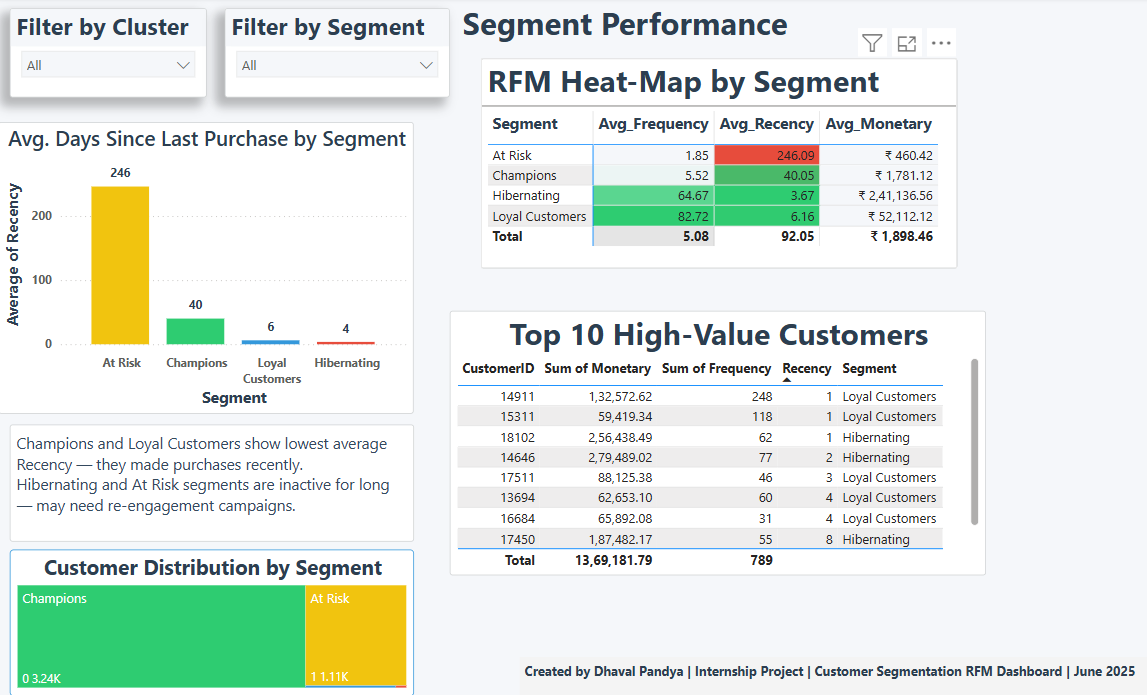 Filter by Cluster
All
Filter by Segment
All
Segment Performance
RFM Heat-Map by Segment
Segment Avg_Frequency Avg_Recency Avg_Monetary
At Risk 1.85 246.09 ₹ 460.42
Champions 5.52 40.05 ₹ 1,781.12
Hibernating 64.67 3.67 ₹ 2,41,136.56
Loyal Customers 82.72 6.16 ₹ 52,112.12
Total 5.08 92.05 ₹ 1,898.46
Avg. Days Since Last Purchase by Segment
Average of Recency
200
100
0
246
40
6
4
At Risk Champions Loyal Hibernating
Customers
Segment
Champions and Loyal Customers show lowest average
Recency — they made purchases recently.
Hibernating and At Risk segments are inactive for long
— may need re-engagement campaigns.
Customer Distribution by Segment
Champions
0 3.24K
At Risk
1 1.11K
Top 10 High-Value Customers
CustomerID Sum of Monetary Sum of Frequency Recency Segment
14911 1,32,572.62 248 1 Loyal Customers
15311 59,419.34 118 1 Loyal Customers
18102 2,56,438.49 62 1 Hibernating
14646 2,79,489.02 77 2 Hibernating
17511 88,125.38 46 3 Loyal Customers
13694 62,653.10 60 4 Loyal Customers
16684 65,892.08 31 4 Loyal Customers
17450 1,87,482.17 55 8 Hibernating
Total 13,69,181.79 789
Created by Dhaval Pandya | Internship Project | Customer Segmentation RFM Dashboard | June 2025